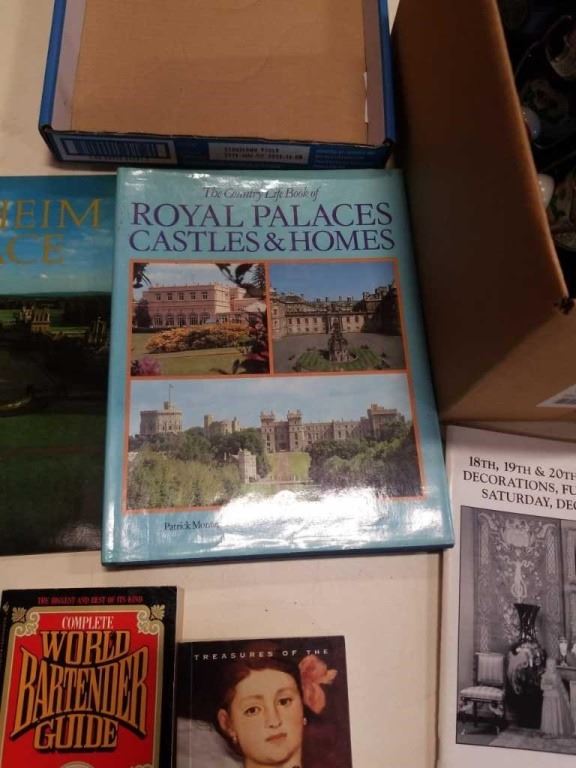 HEIM
ACE
The Country Life Book of
ROYAL PALACES
CASTLES & HOMES
Patrick
18TH, 19TH & 20TH
DECORATIONS, FU
SATURDAY, DEC
THE BIGGEST AND BEST OF ITS KIND
COMPLETE
WORLD
BARTENDER
GUIDE
TREASURES OF THE